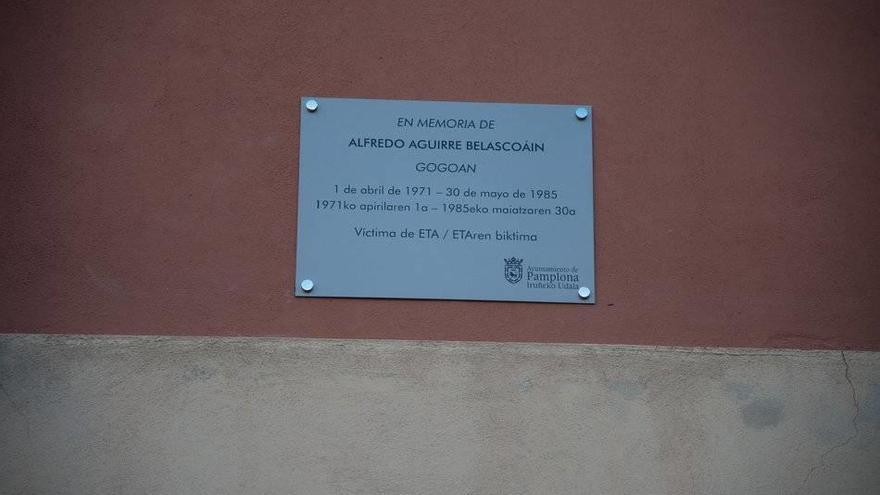 EN MEMORIA DE
ALFREDO AGUIRRE BELASCOÁIN
GOGOAN
1 de abril de 1971 – 30 de mayo de 1985
1971ko apirilaren 1a – 1985eko maiatzaren 30a
Víctima de ETA / ETAren biktima
Ayuntamiento de
Pamplona
Iruñeko Udala